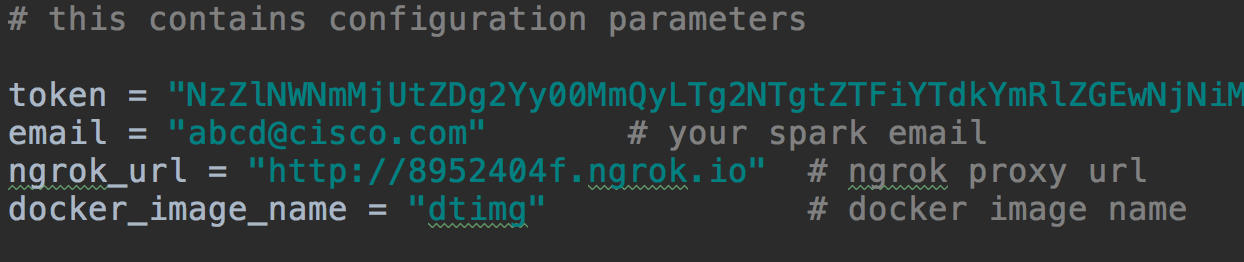 # this contains configuration parameters
token = "NzZlNWNmMjUtZDg2Yy00MmQyLTg2NTgtZTFiYTdkYmRlZGEwNjNiM
email = "abcd@cisco.com" # your spark email
ngrok_url = "http://8952404f.ngrok.io" # ngrok proxy url
docker_image_name = "dtimg" # docker image name